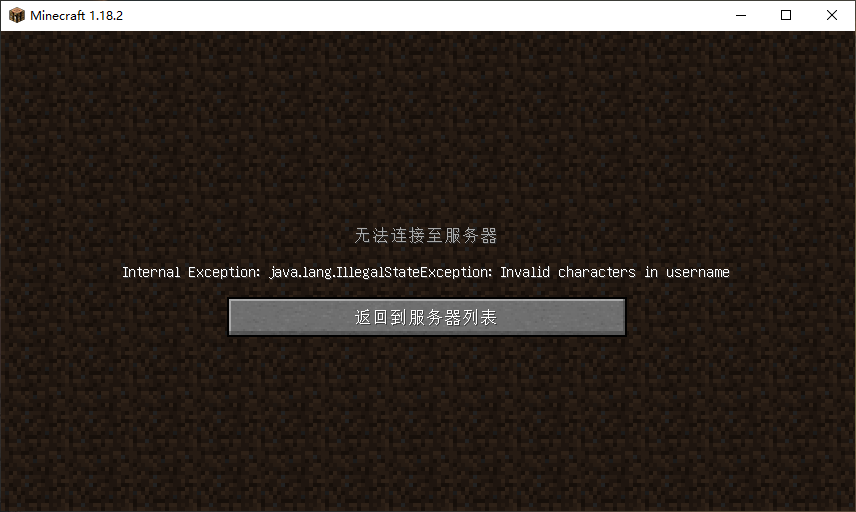 Minecraft 1.18.2
无法连接至服务器
Internal Exception: java.lang.IllegalStateException: Invalid characters in username
返回到服务器列表